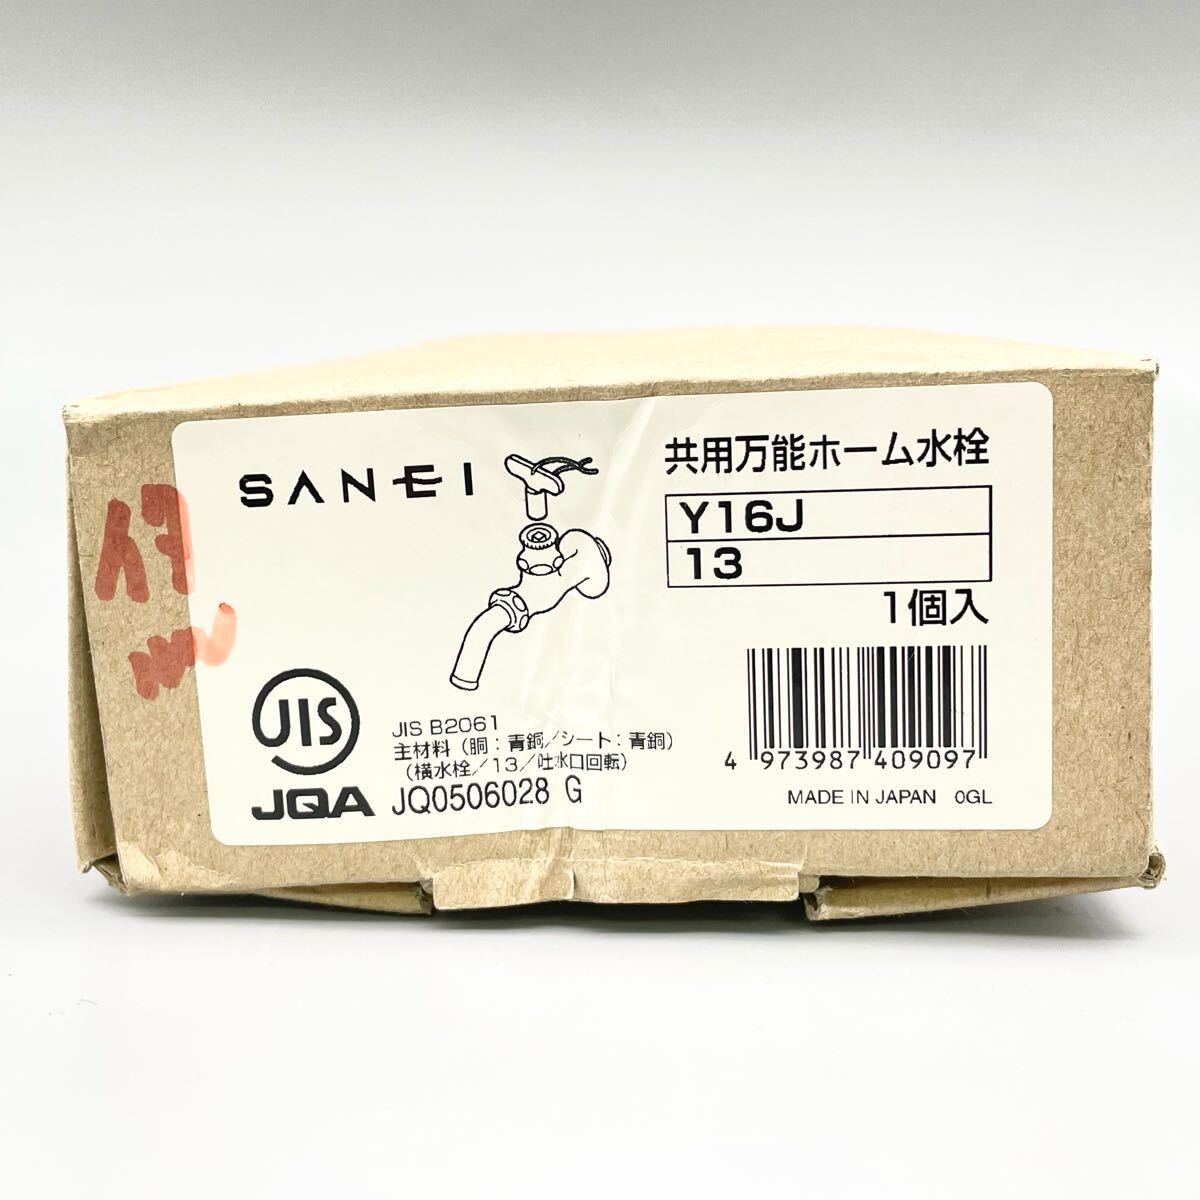 SANEI
共用万能ホーム水栓
Y16J
13
1個入
JIS
JQA
JIS B2061
主材料(胴:青銅/シート:青銅)
(横水栓/13/吐水口回転)
JQ0506028 G
4 973987 409097
MADE IN JAPAN 0GL